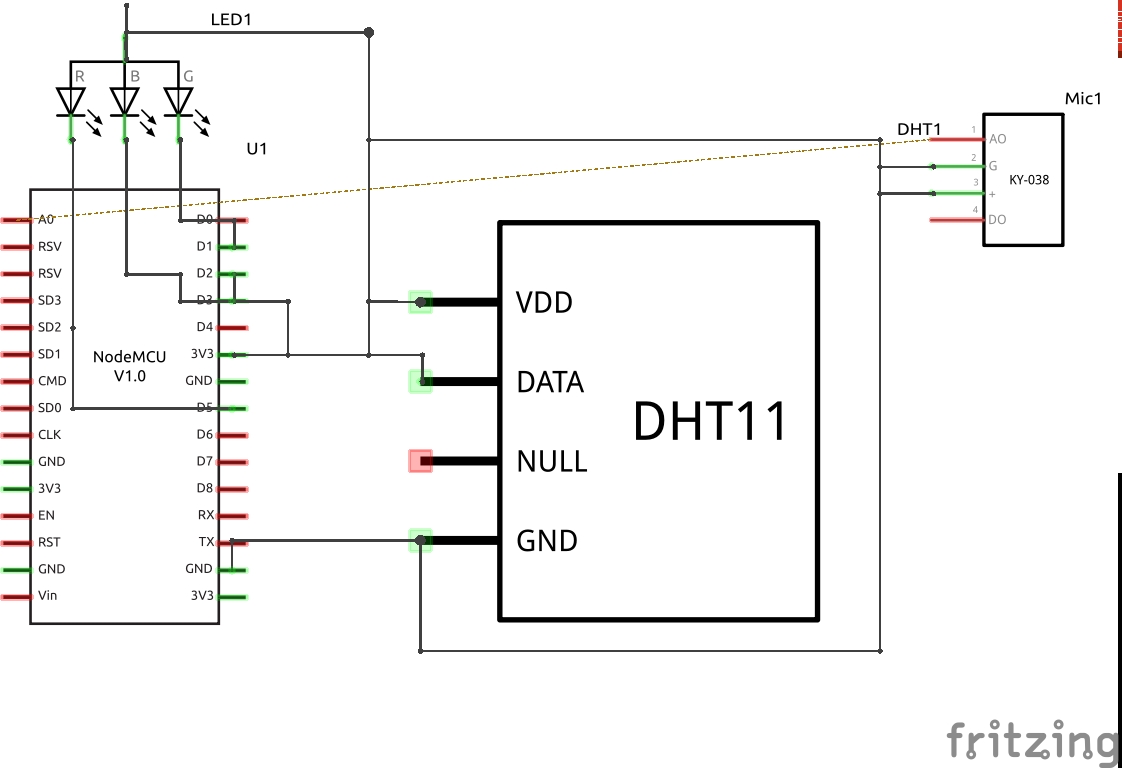 LED1
R
B
G
U1
A0
RSV
RSV
SD3
SD2
SD1
CMD
SD0
CLK
GND
3V3
EN
RST
GND
Vin
NodeMCU
V1.0
D0
D1
D2
D3
D4
3V3
GND
D5
D6
D7
D8
RX
TX
GND
3V3
VDD
DATA
NULL
GND
DHT11
DHT1
Mic1
1
AO
2
G
3
+
4
DO
KY-038
fritzing